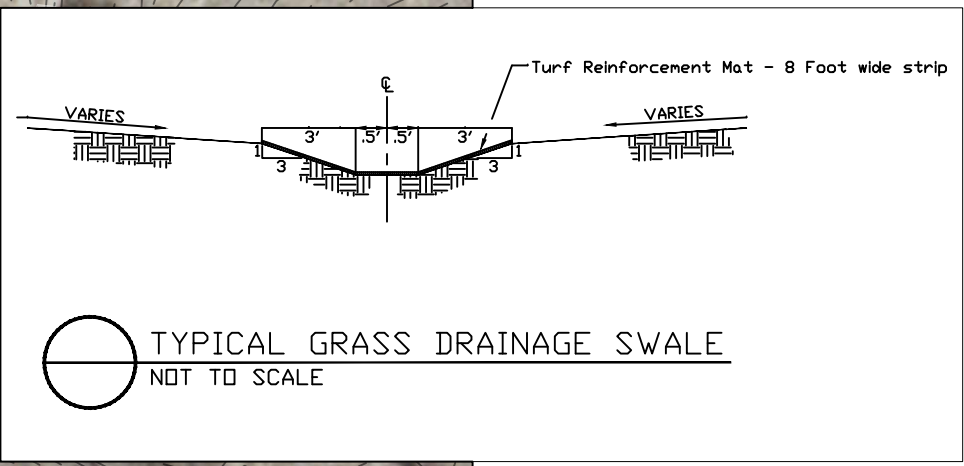 Turf Reinforcement Mat - 8 Foot wide strip
℄
VARIES
VARIES
3' .5' .5' 3'
1 1
3 3
TYPICAL GRASS DRAINAGE SWALE
NOT TO SCALE